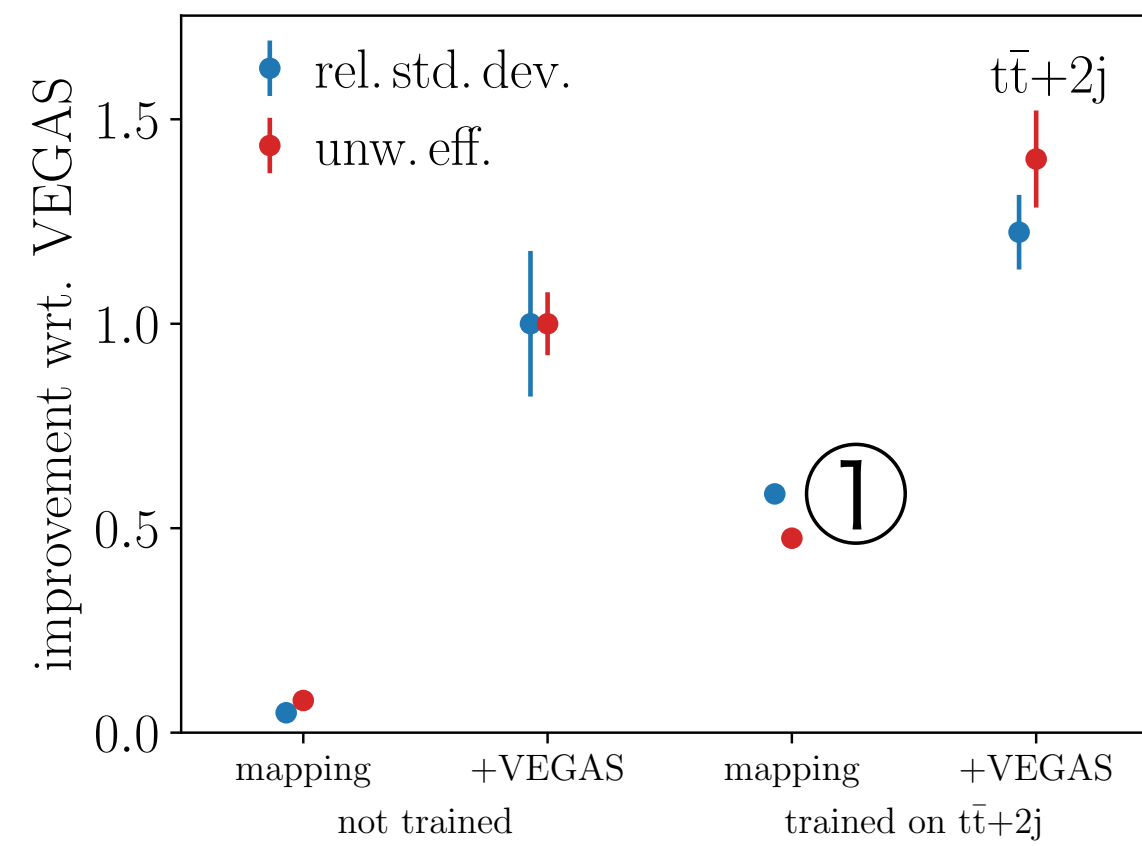 improvement wrt. VEGAS
rel. std. dev.
unw. eff.
tt̄+2j
1.5
1.0
0.5
0.0
1
mapping +VEGAS mapping +VEGAS
not trained trained on tt̄+2j